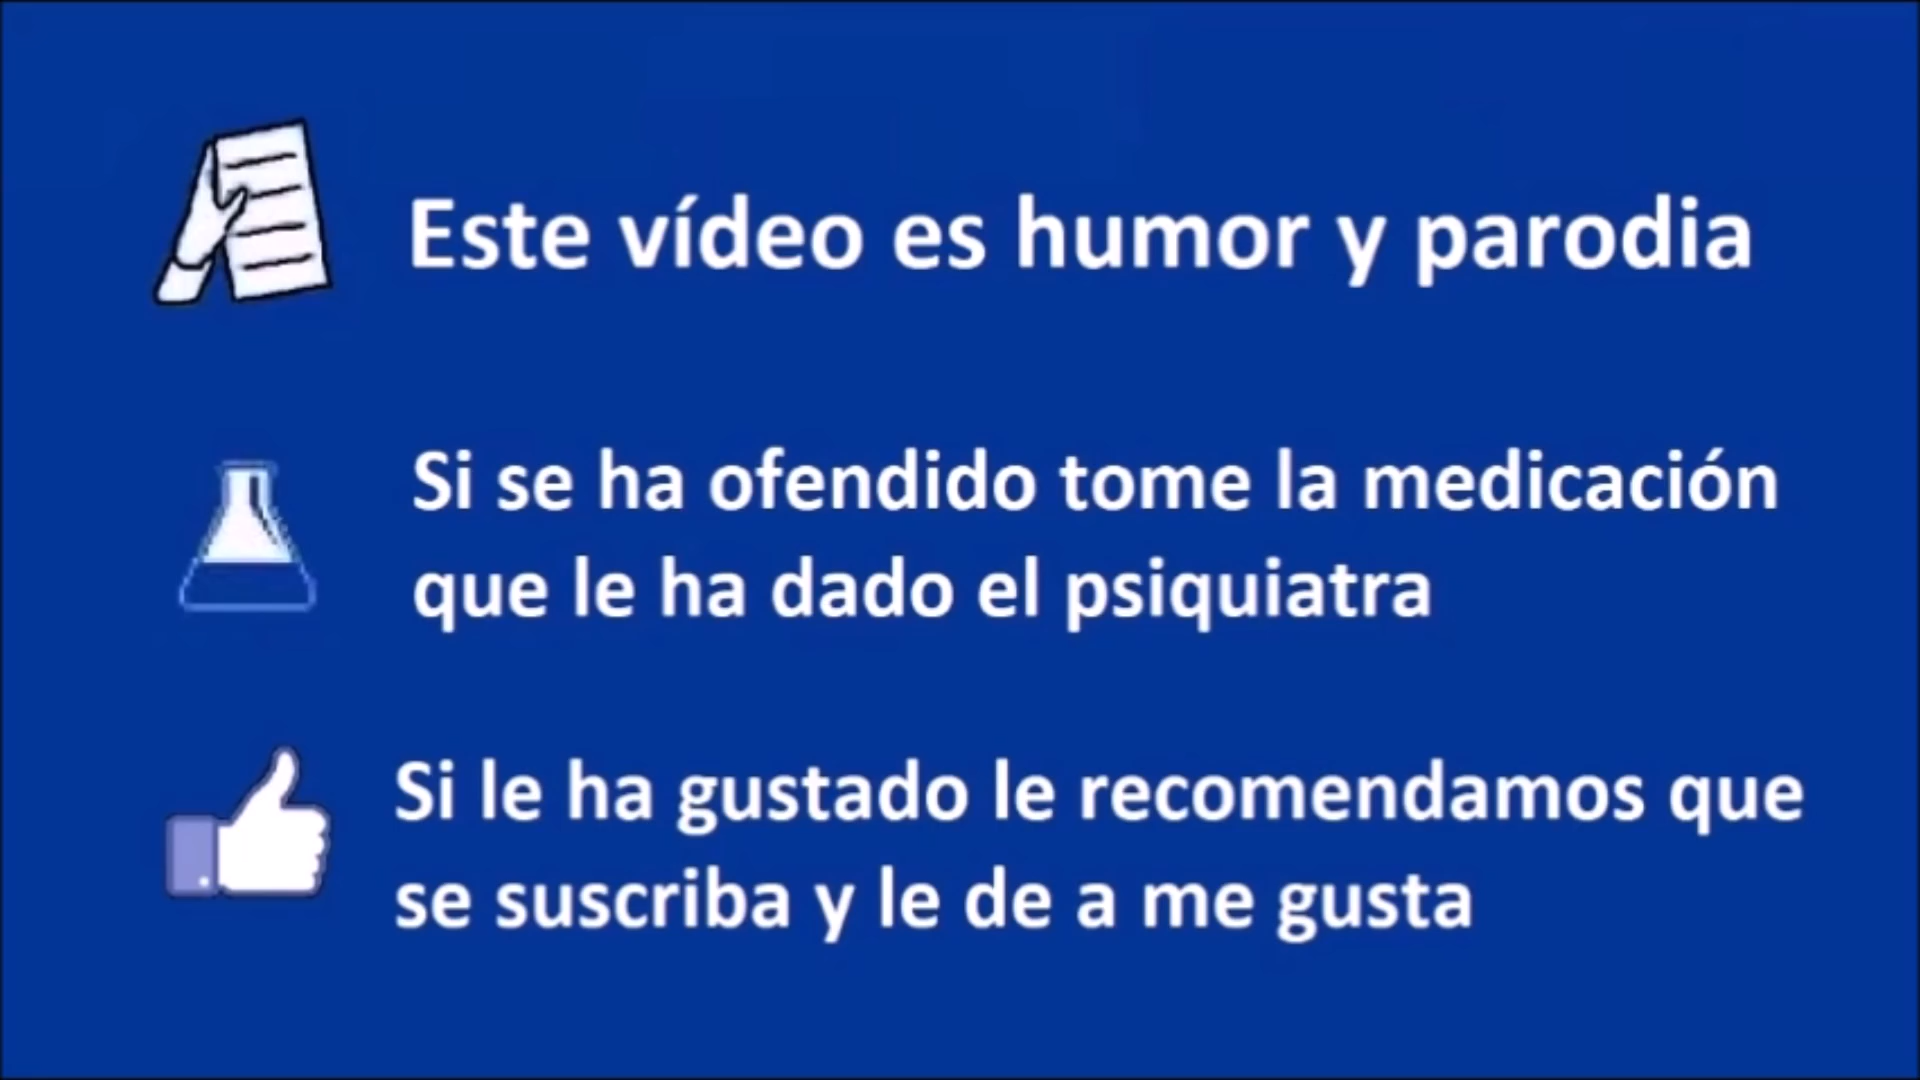 Este vídeo es humor y parodia
Si se ha ofendido tome la medicación
que le ha dado el psiquiatra
Si le ha gustado le recomendamos que
se suscriba y le de a me gusta